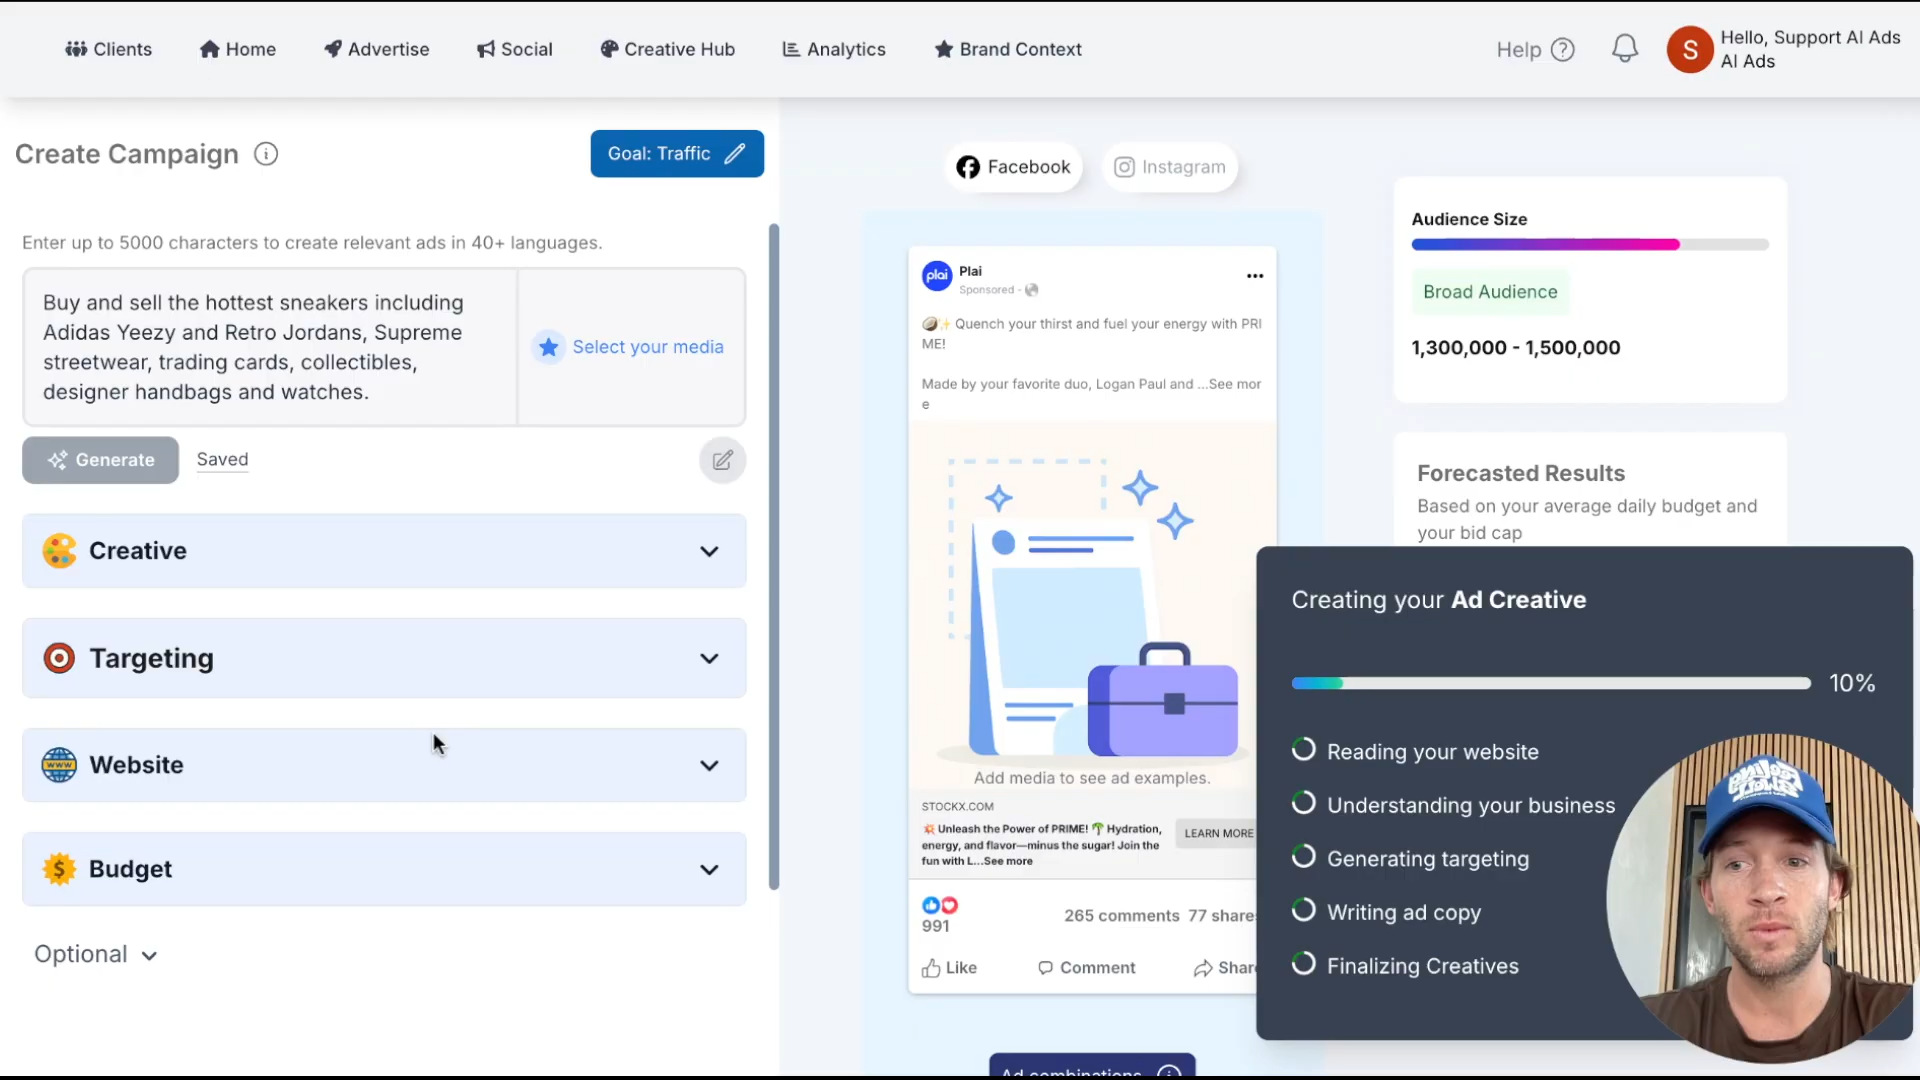 Clients
Home
Advertise
Social
Creative Hub
Analytics
Brand Context
Help
S
Hello, Support AI Ads
AI Ads
Create Campaign
Goal: Traffic
Enter up to 5000 characters to create relevant ads in 40+ languages.
Buy and sell the hottest sneakers including
Adidas Yeezy and Retro Jordans, Supreme
streetwear, trading cards, collectibles,
designer handbags and watches.
Select your media
Generate
Saved
Creative
Targeting
WWW
Website
$
Budget
Optional
Facebook
Instagram
plai
Plai
Sponsored -
Quench your thirst and fuel your energy with PRI
ME!
Made by your favorite duo, Logan Paul and ...See mor
e
Add media to see ad examples.
STOCKX.COM
Unleash the Power of PRIME! Hydration,
energy, and flavor—minus the sugar! Join the
fun with L...See more
LEARN MORE
991
265 comments
77 share
Like
Comment
Shar
Ad combinations
Audience Size
Broad Audience
1,300,000 - 1,500,000
Forecasted Results
Based on your average daily budget and
your bid cap
Creating your Ad Creative
10%
Reading your website
Understanding your business
Generating targeting
Writing ad copy
Finalizing Creatives